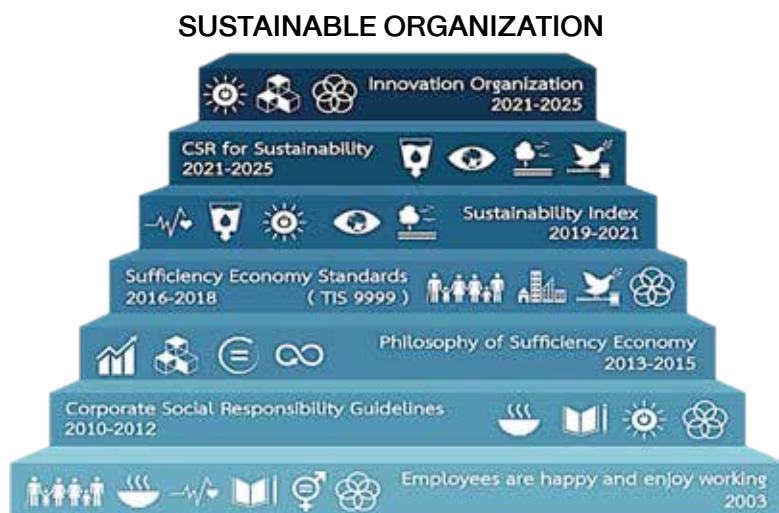 SUSTAINABLE ORGANIZATION
Innovation Organization
2021-2025
CSR for Sustainability
2021-2025
Sustainability Index
2019-2021
Sufficiency Economy Standards
2016-2018 ( TIS 9999 )
Philosophy of Sufficiency Economy
2013-2015
Corporate Social Responsibility Guidelines
2010-2012
Employees are happy and enjoy working
2003